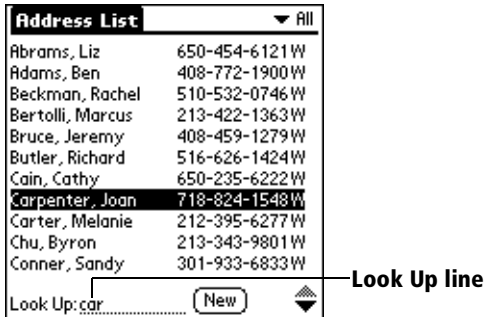 Address List ▼ All
Abrams, Liz 650-454-6121W
Adams, Ben 408-772-1900W
Beckman, Rachel 510-532-0746W
Bertolli, Marcus 213-422-1363W
Bruce, Jeremy 408-459-1279W
Butler, Richard 516-626-1424W
Cain, Cathy 650-235-6222W
Carpenter, Joan 718-824-1548W
Carter, Melanie 212-395-6277W
Chu, Byron 213-343-9801W
Conner, Sandy 301-933-6833W
Look Up line
Look Up: car New